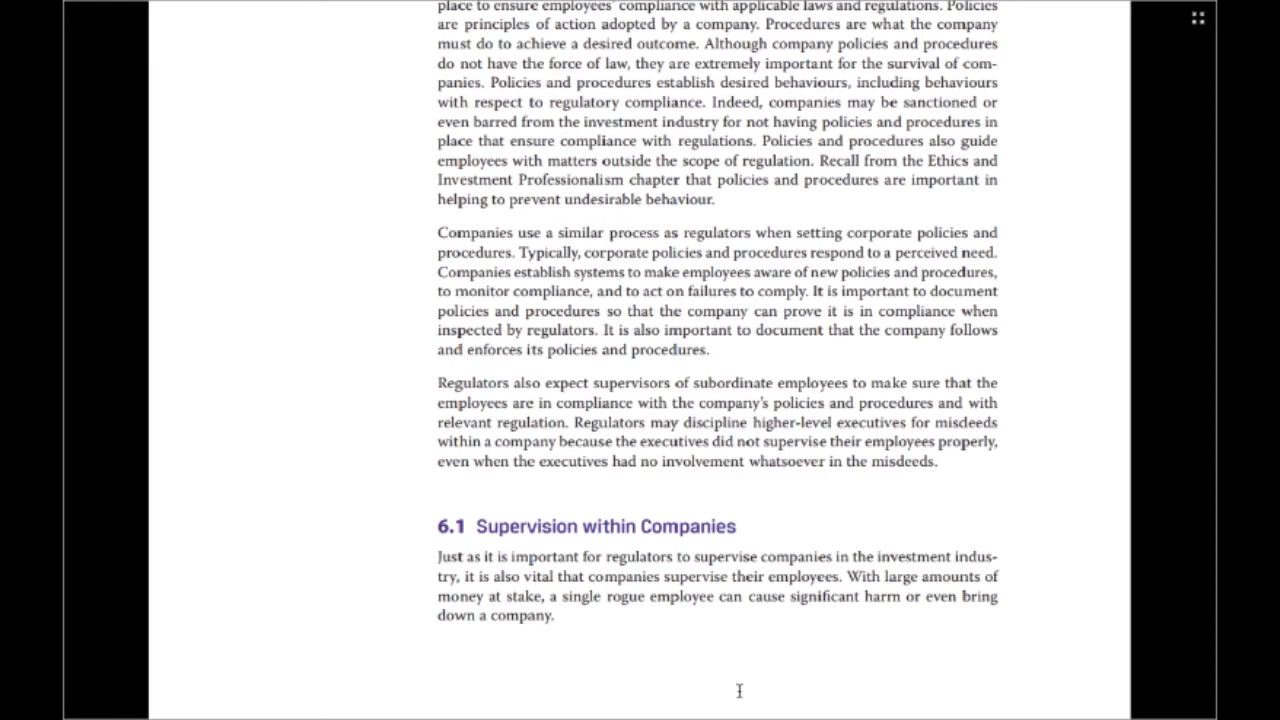 place to ensure employees' compliance with applicable laws and regulations. Policies
are principles of action adopted by a company. Procedures are what the company
must do to achieve a desired outcome. Although company policies and procedures
do not have the force of law, they are extremely important for the survival of com-
panies. Policies and procedures establish desired behaviours, including behaviours
with respect to regulatory compliance. Indeed, companies may be sanctioned or
even barred from the investment industry for not having policies and procedures in
place that ensure compliance with regulations. Policies and procedures also guide
employees with matters outside the scope of regulation. Recall from the Ethics and
Investment Professionalism chapter that policies and procedures are important in
helping to prevent undesirable behaviour.
Companies use a similar process as regulators when setting corporate policies and
procedures. Typically, corporate policies and procedures respond to a perceived need.
Companies establish systems to make employees aware of new policies and procedures,
to monitor compliance, and to act on failures to comply. It is important to document
policies and procedures so that the company can prove it is in compliance when
inspected by regulators. It is also important to document that the company follows
and enforces its policies and procedures.
Regulators also expect supervisors of subordinate employees to make sure that the
employees are in compliance with the company's policies and procedures and with
relevant regulation. Regulators may discipline higher-level executives for misdeeds
within a company because the executives did not supervise their employees properly,
even when the executives had no involvement whatsoever in the misdeeds.
6.1 Supervision within Companies
Just as it is important for regulators to supervise companies in the investment indus-
try, it is also vital that companies supervise their employees. With large amounts of
money at stake, a single rogue employee can cause significant harm or even bring
down a company.